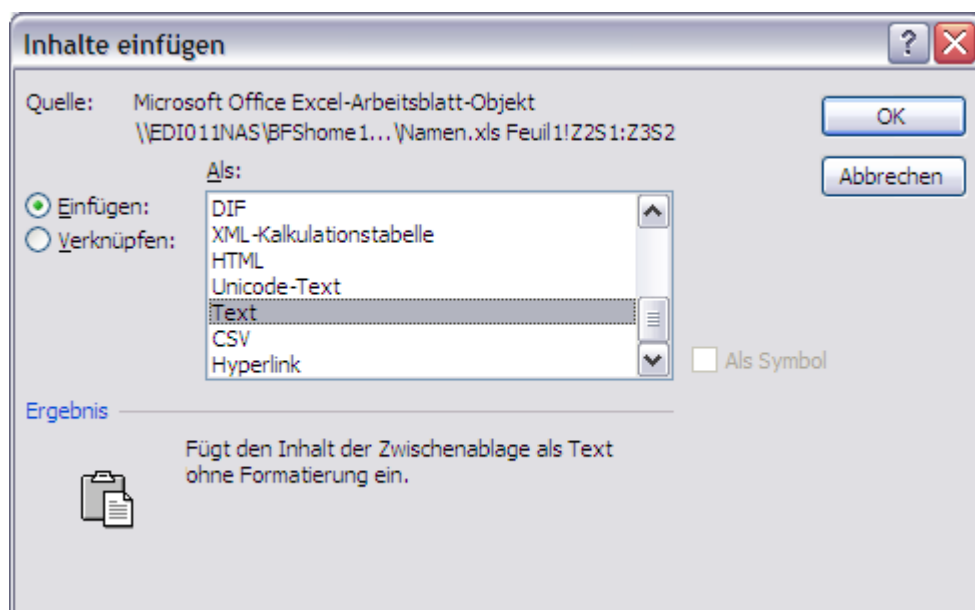 Inhalte einfügen
?
Quelle: Microsoft Office Excel-Arbeitsblatt-Objekt
\\EDI011NAS\BFShome1...\Namen.xls Feuil1!Z2S1:Z3S2
OK
Abbrechen
Als:
Einfügen:
Verknüpfen:
DIF
XML-Kalkulationstabelle
HTML
Unicode-Text
Text
CSV
Hyperlink
Als Symbol
Ergebnis
Fügt den Inhalt der Zwischenablage als Text
ohne Formatierung ein.